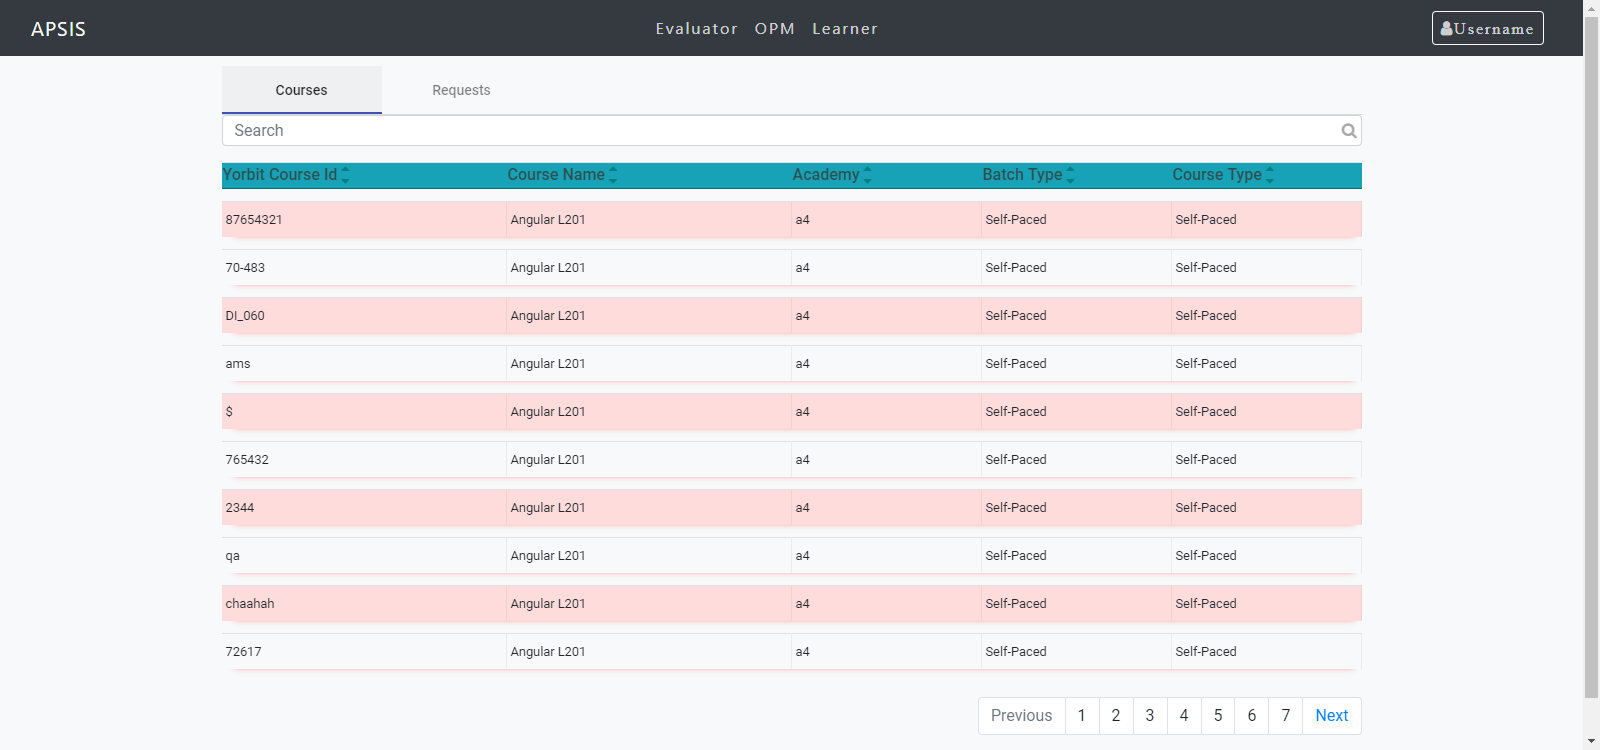 APSIS Evaluator OPM Learner Username
Courses Requests
Search
Yorbit Course Id Course Name Academy Batch Type Course Type
87654321 Angular L201 a4 Self-Paced Self-Paced
70-483 Angular L201 a4 Self-Paced Self-Paced
DI_060 Angular L201 a4 Self-Paced Self-Paced
ams Angular L201 a4 Self-Paced Self-Paced
$ Angular L201 a4 Self-Paced Self-Paced
765432 Angular L201 a4 Self-Paced Self-Paced
2344 Angular L201 a4 Self-Paced Self-Paced
qa Angular L201 a4 Self-Paced Self-Paced
chaahah Angular L201 a4 Self-Paced Self-Paced
72617 Angular L201 a4 Self-Paced Self-Paced
Previous 1 2 3 4 5 6 7 Next